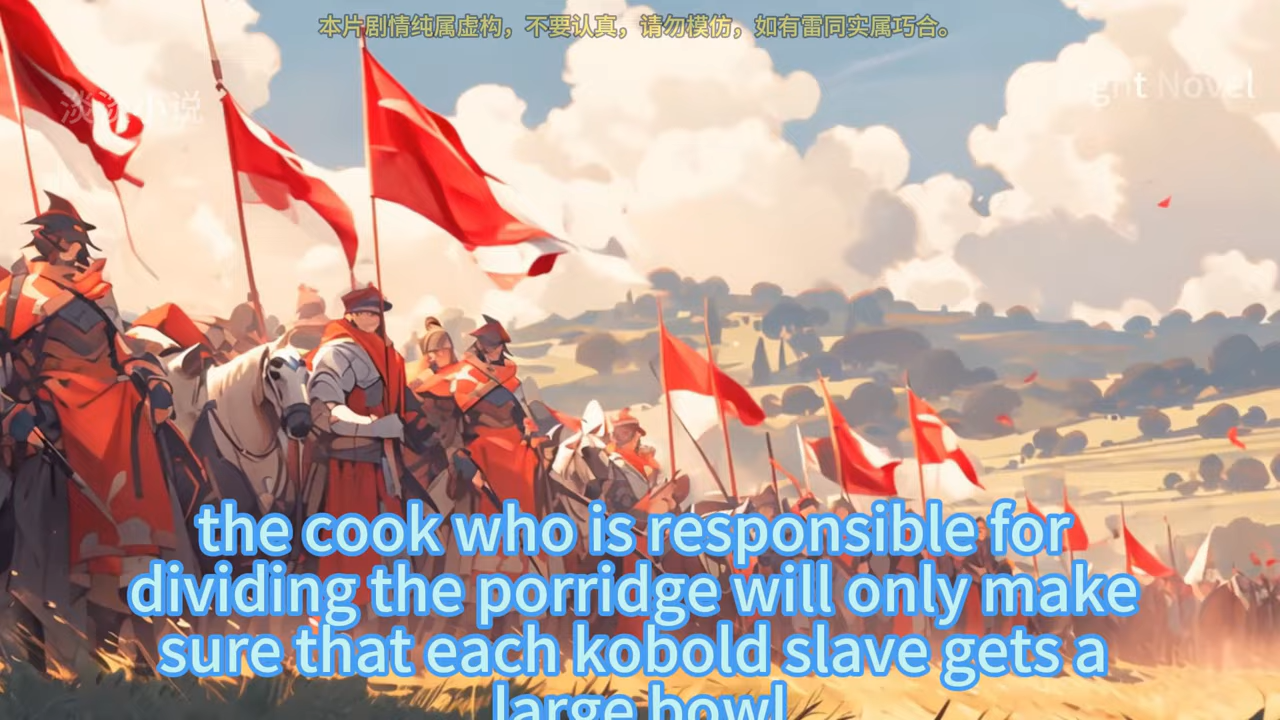 本片剧情纯属虚构，不要认真，请勿模仿，如有雷同实属巧合。
Light Novel
the cook who is responsible for
dividing the porridge will only make
sure that each kobold slave gets a
large bowl